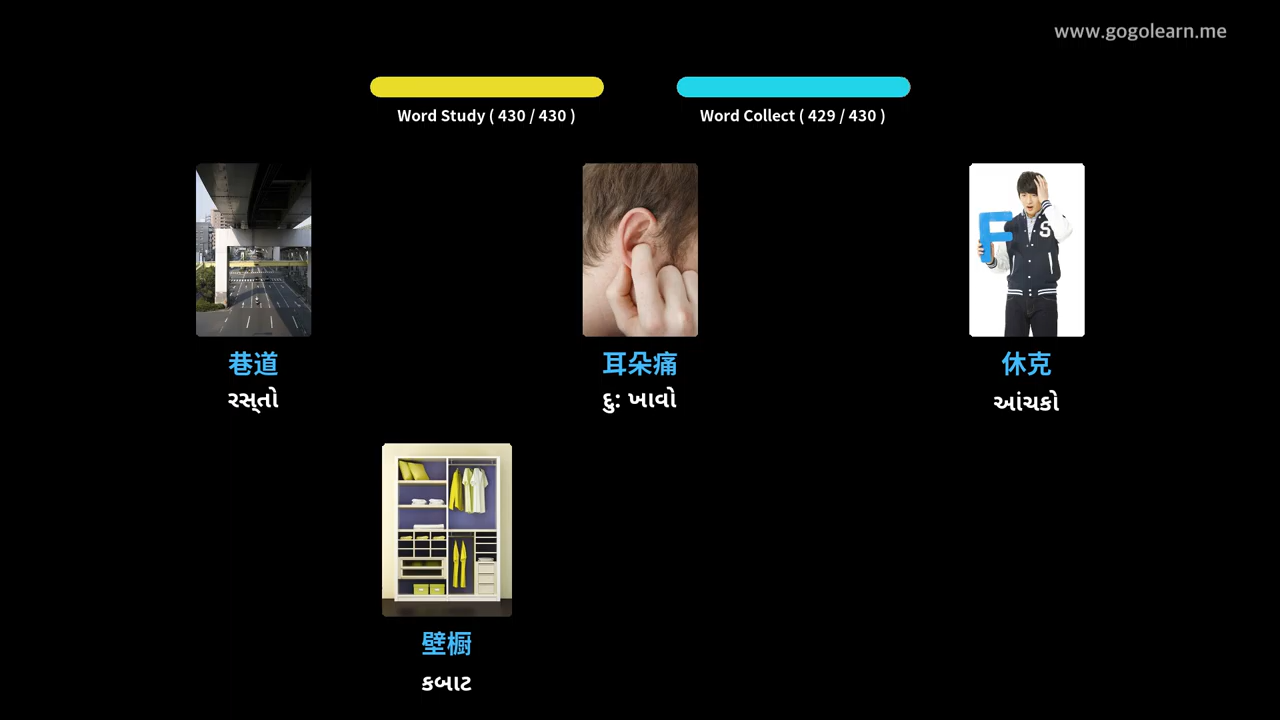 www.gogolearn.me
Word Study ( 430 / 430 )
Word Collect ( 429 / 430 )
巷道
રસ્તો
耳朵痛
દુ: ખાવો
休克
આંચકો
壁橱
કબાટ
F
S